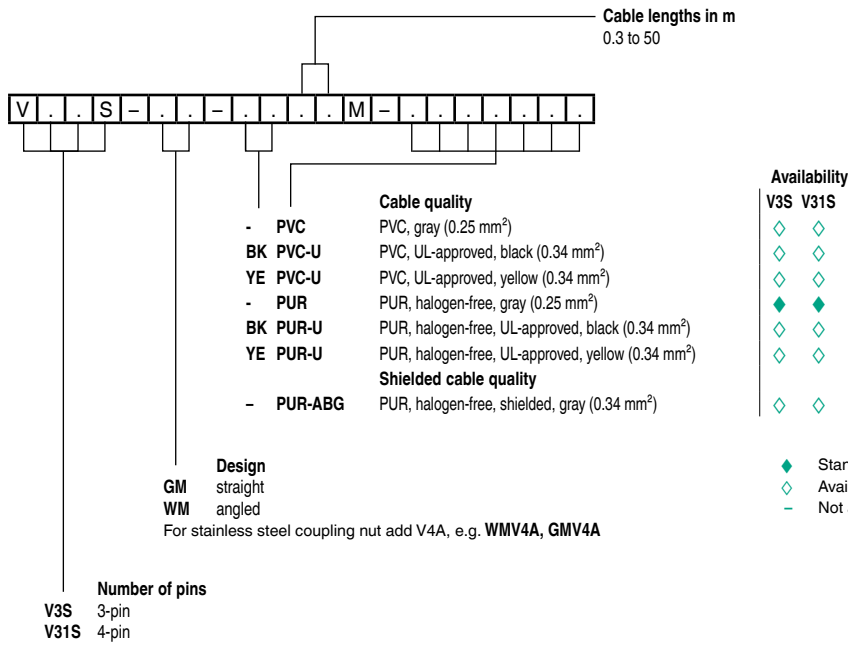 Cable lengths in m
0.3 to 50
V . . S – . . – . . . . M – . . . . . . .
Availability
Cable quality V3S V31S
- PVC PVC, gray (0.25 mm²) ◇ ◇
BK PVC-U PVC, UL-approved, black (0.34 mm²) ◇ ◇
YE PVC-U PVC, UL-approved, yellow (0.34 mm²) ◇ ◇
- PUR PUR, halogen-free, gray (0.25 mm²) ◆ ◆
BK PUR-U PUR, halogen-free, UL-approved, black (0.34 mm²) ◇ ◇
YE PUR-U PUR, halogen-free, UL-approved, yellow (0.34 mm²) ◇ ◇
Shielded cable quality
– PUR-ABG PUR, halogen-free, shielded, gray (0.34 mm²) ◇ ◇
Design
GM straight
WM angled
For stainless steel coupling nut add V4A, e.g. WMV4A, GMV4A
◆ Stan
◇ Avai
– Not
Number of pins
V3S 3-pin
V31S 4-pin